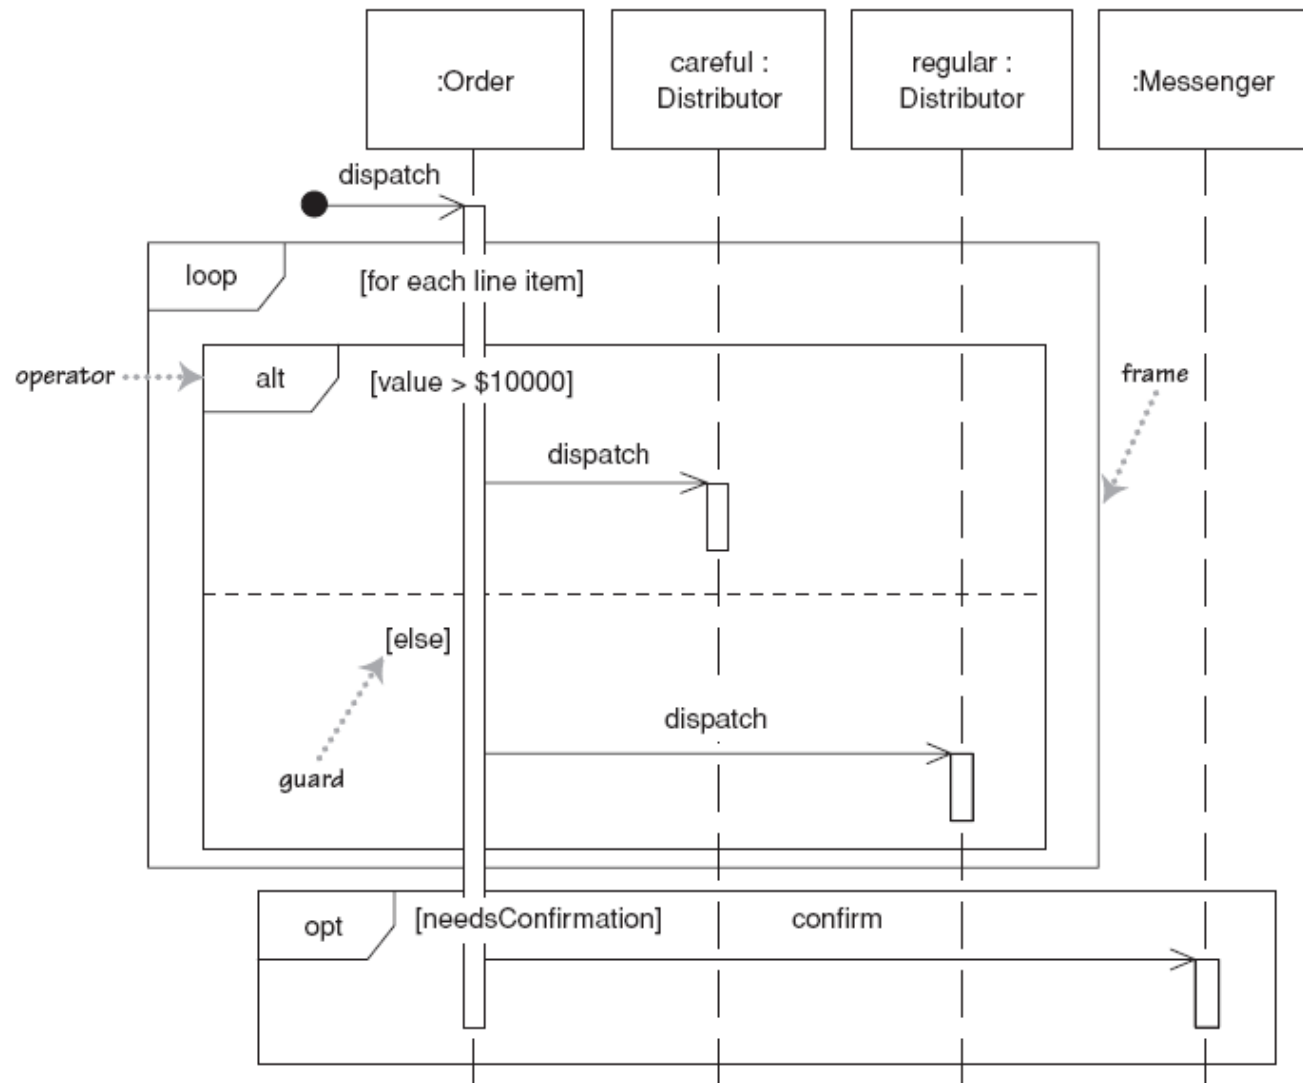 :Order
careful :
Distributor
regular :
Distributor
:Messenger
dispatch
loop
[for each line item]
operator
alt
[value > $10000]
frame
dispatch
[else]
dispatch
guard
opt
[needsConfirmation]
confirm